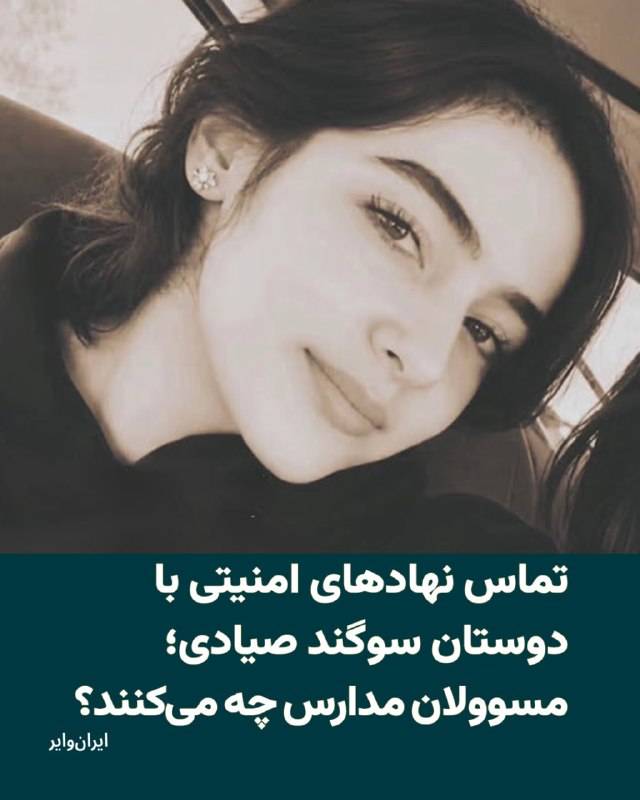 تماس نهادهای امنیتی با
دوستان سوگند صیادی؛
مسوولان مدارس چه می‌کنند؟
ایران‌وایر